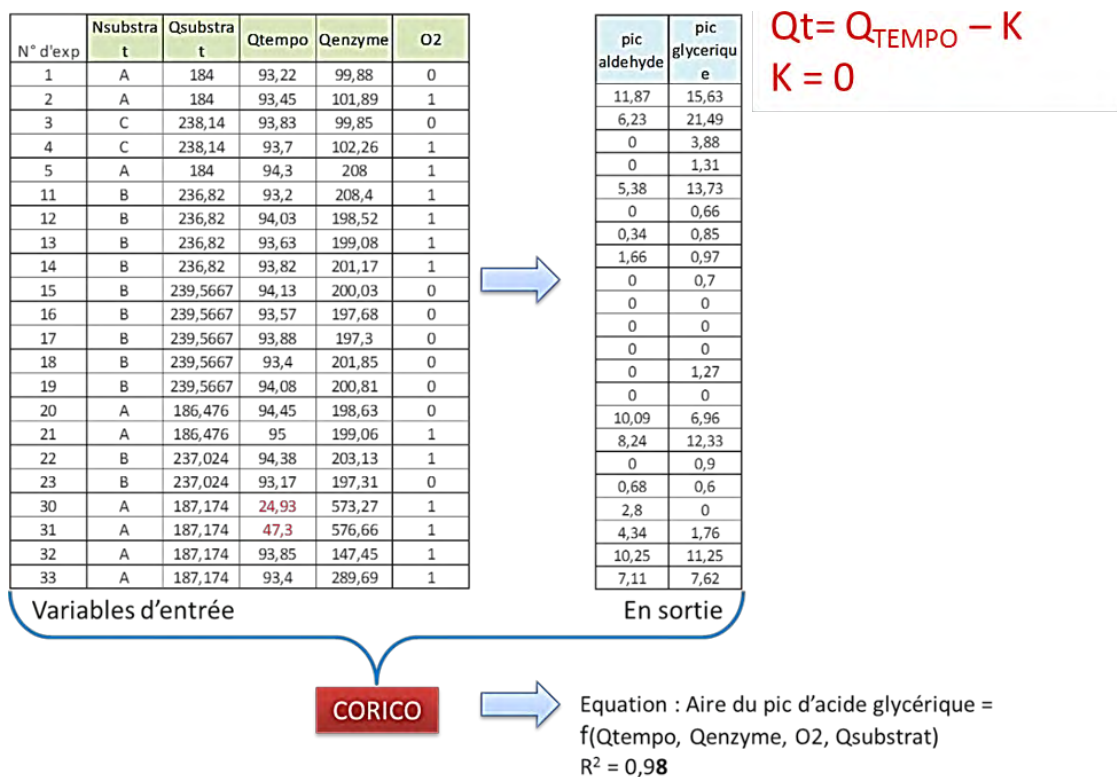 Qt= QTEMPO – K
K = 0
N° d'exp Nsubstra t Qsubstra t Qtempo Qenzyme O2
1 A 184 93,22 99,88 0
2 A 184 93,45 101,89 1
3 C 238,14 93,83 99,85 0
4 C 238,14 93,7 102,26 1
5 A 184 94,3 208 1
11 B 236,82 93,2 208,4 1
12 B 236,82 94,03 198,52 1
13 B 236,82 93,63 199,08 1
14 B 236,82 93,82 201,17 1
15 B 239,5667 94,13 200,03 0
16 B 239,5667 93,57 197,68 0
17 B 239,5667 93,88 197,3 0
18 B 239,5667 93,4 201,85 0
19 B 239,5667 94,08 200,81 0
20 A 186,476 94,45 198,63 0
21 A 186,476 95 199,06 1
22 B 237,024 94,38 203,13 1
23 B 237,024 93,17 197,31 0
30 A 187,174 24,93 573,27 1
31 A 187,174 47,3 576,66 1
32 A 187,174 93,85 147,45 1
33 A 187,174 93,4 289,69 1
pic aldehyde pic glyceriqu e
11,87 15,63
6,23 21,49
0 3,88
0 1,31
5,38 13,73
0 0,66
0,34 0,85
1,66 0,97
0 0,7
0 0
0 0
0 0
0 1,27
0 0
10,09 6,96
8,24 12,33
0 0,9
0,68 0,6
2,8 0
4,34 1,76
10,25 11,25
7,11 7,62
Variables d'entrée
En sortie
CORICO
Equation : Aire du pic d'acide glycérique =
f(Qtempo, Qenzyme, O2, Qsubstrat)
R² = 0,98